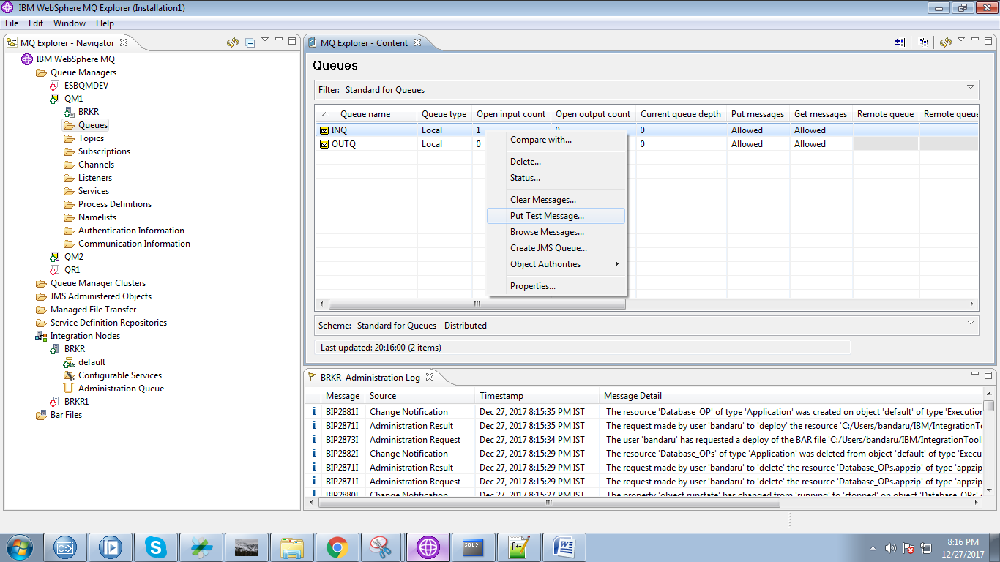 IBM WebSphere MQ Explorer (Installation1)
File Edit Window Help
MQ Explorer - Navigator
IBM WebSphere MQ
Queue Managers
ESBQMDEV
QM1
BRKR
Queues
Topics
Subscriptions
Channels
Listeners
Services
Process Definitions
Namelists
Authentication Information
Communication Information
QM2
QR1
Queue Manager Clusters
JMS Administered Objects
Managed File Transfer
Service Definition Repositories
Integration Nodes
BRKR
default
Configurable Services
Administration Queue
BRKR1
Bar Files
MQ Explorer - Content
Queues
Filter: Standard for Queues
Queue name Queue type Open input count Open output count Current queue depth Put messages Get messages Remote queue Remote queue
INQ Local 1 0 0 Allowed Allowed
OUTQ Local 0 0 Allowed Allowed
Compare with...
Delete...
Status...
Clear Messages...
Put Test Message...
Browse Messages...
Create JMS Queue...
Object Authorities
Properties...
Scheme: Standard for Queues - Distributed
Last updated: 20:16:00 (2 items)
BRKR Administration Log
Message Source Timestamp Message Detail
BIP2881I Change Notification Dec 27, 2017 8:15:35 PM IST The resource 'Database_OP' of type 'Application' was created on object 'default' of type 'Execution
BIP2871I Administration Result Dec 27, 2017 8:15:35 PM IST The request made by user 'bandaru' to 'deploy' the resource 'C:/Users/bandaru/IBM/IntegrationToo
BIP2873I Administration Request Dec 27, 2017 8:15:34 PM IST The user 'bandaru' has requested a deploy of the BAR file 'C:/Users/bandaru/IBM/IntegrationToolk
BIP2882I Change Notification Dec 27, 2017 8:15:29 PM IST The resource 'Database_OPs' of type 'Application' was deleted from object 'default' of type 'Execut
BIP2871I Administration Result Dec 27, 2017 8:15:29 PM IST The request made by user 'bandaru' to 'delete' the resource 'Database_OPs.appzip' of type 'appzip
BIP2871I Administration Request Dec 27, 2017 8:15:29 PM IST The request made by user 'bandaru' to 'delete' the resource 'Database_OPs.appzip' of type 'appzip
BIP2880I Change Notification Dec 27, 2017 8:15:27 PM IST The property 'object.runstate' has changed from 'running' to 'stopped' on object 'Database_OPs'
SQL>
8:16 PM
12/27/2017